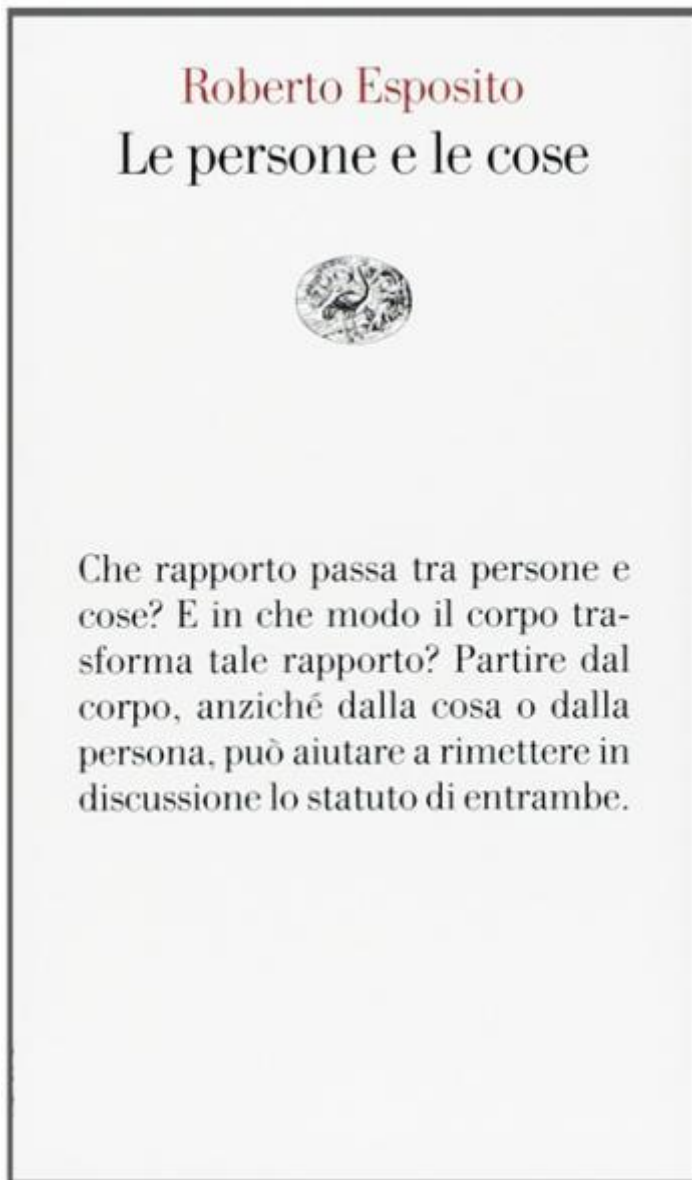 Roberto Esposito
Le persone e le cose
Che rapporto passa tra persone e
cose? E in che modo il corpo tra-
sforma tale rapporto? Partire dal
corpo, anziché dalla cosa o dalla
persona, può aiutare a rimettere in
discussione lo statuto di entrambe.